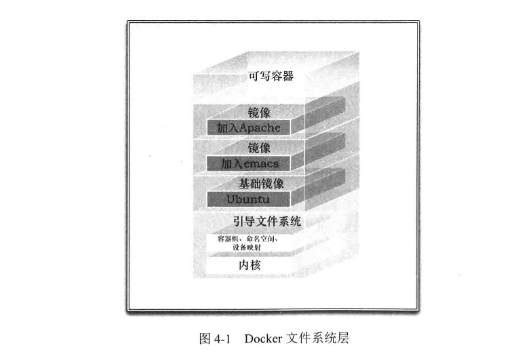 可写容器
镜像
加入Apache
镜像
加入emacs
基础镜像
Ubuntu
引导文件系统
容器组、命名空间、
设备映射
内核
图 4-1 Docker 文件系统层